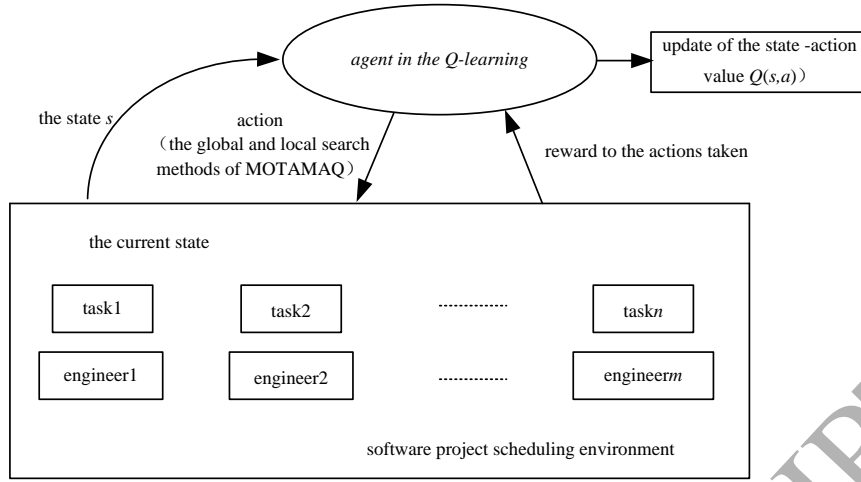 agent in the Q-learning
update of the state -action
value Q(s,a)）
the state s
action
（the global and local search
methods of MOTAMAQ）
reward to the actions taken
the current state
task1
task2
taskn
engineer1
engineer2
engineerm
software project scheduling environment